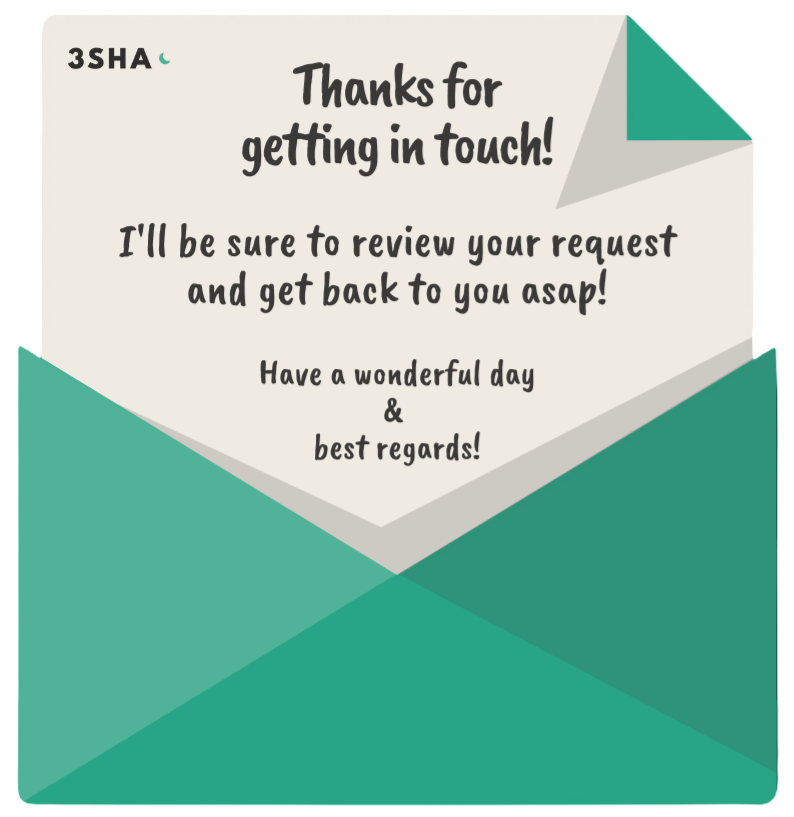 3SHA
Thanks for
getting in touch!
I'll be sure to review your request
and get back to you asap!
Have a wonderful day
&
best regards!